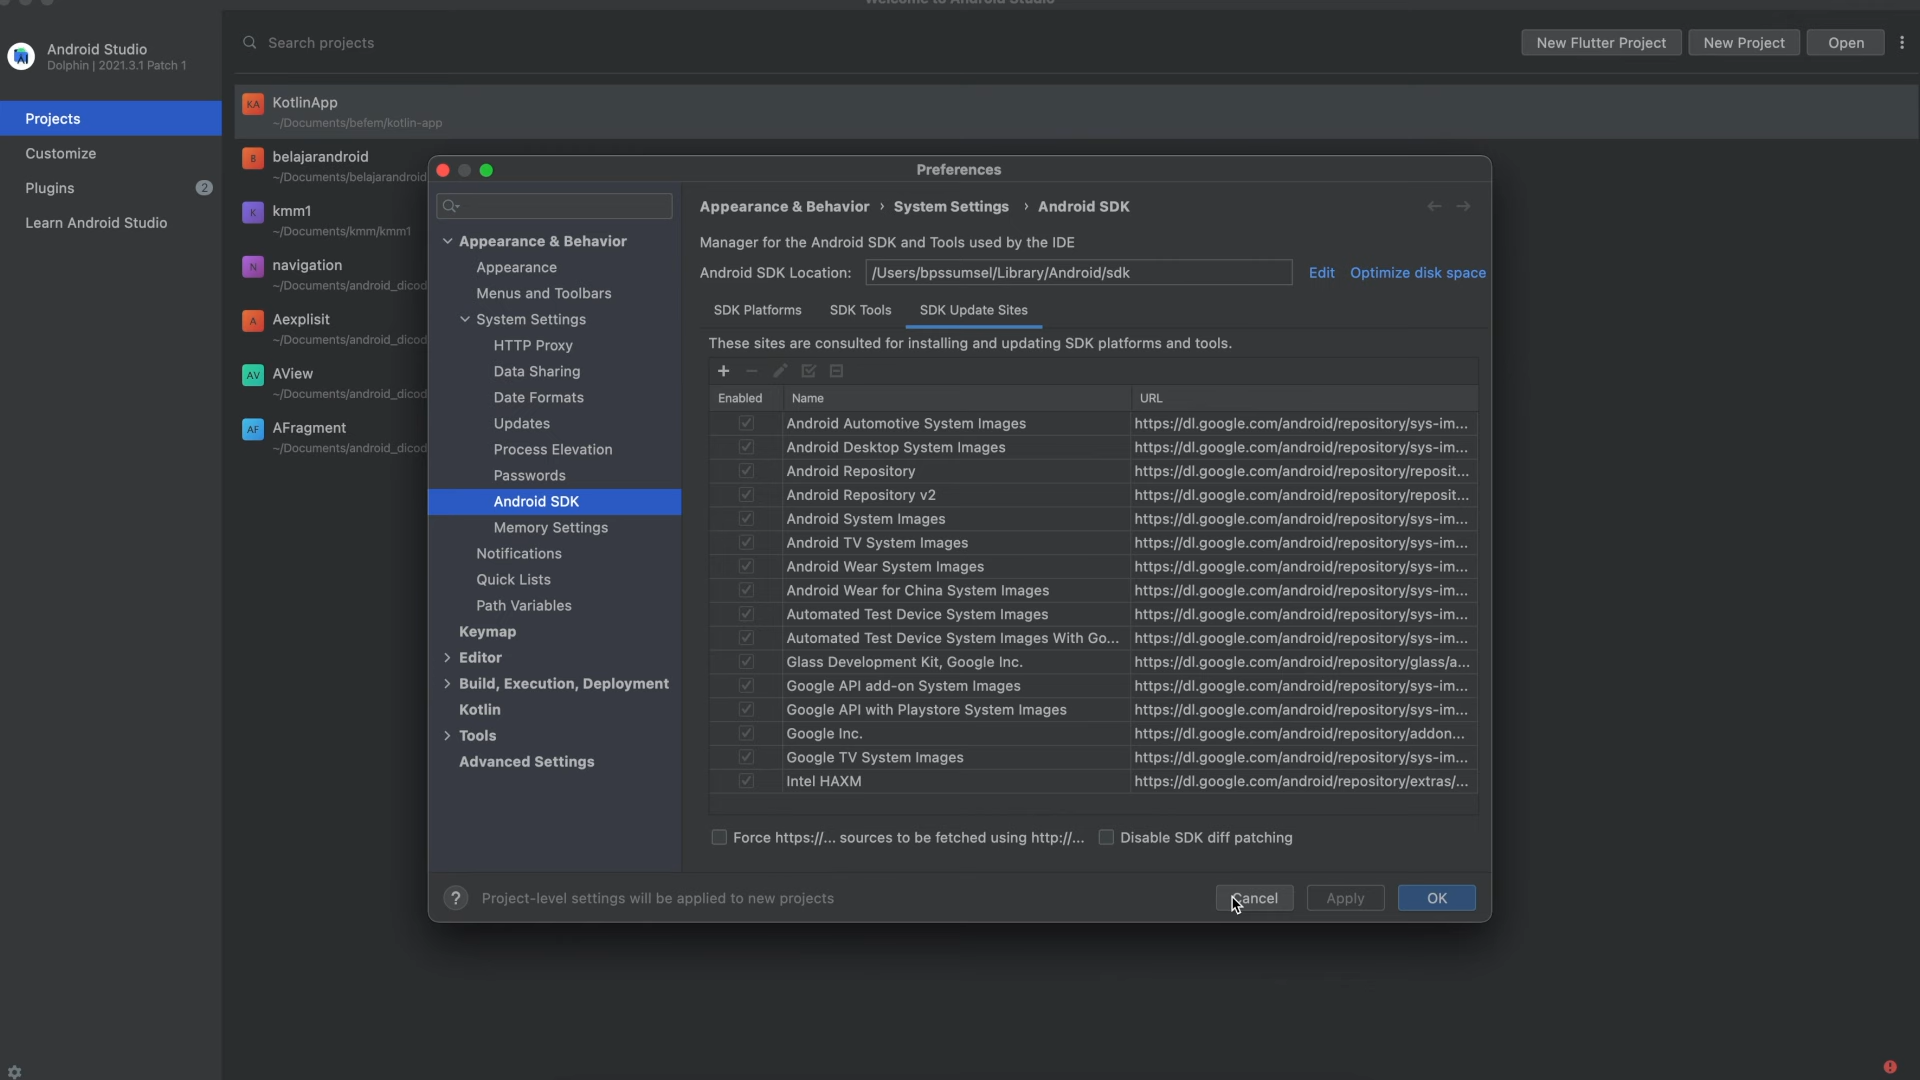 Welcome to Android Studio
Android Studio
Dolphin | 2021.3.1 Patch 1
Search projects
New Flutter Project
New Project
Open
Projects
Customize
Plugins
2
Learn Android Studio
KA
KotlinApp
~/Documents/befem/kotlin-app
B
belajarandroid
~/Documents/belajarandroid
K
kmm1
~/Documents/kmm/kmm1
N
navigation
~/Documents/android_dicod
A
Aexplisit
~/Documents/android_dicod
AV
AView
~/Documents/android_dicod
AF
AFragment
~/Documents/android_dicod
Preferences
Appearance & Behavior
Appearance
Menus and Toolbars
System Settings
HTTP Proxy
Data Sharing
Date Formats
Updates
Process Elevation
Passwords
Android SDK
Memory Settings
Notifications
Quick Lists
Path Variables
Keymap
Editor
Build, Execution, Deployment
Kotlin
Tools
Advanced Settings
Appearance & Behavior › System Settings › Android SDK
Manager for the Android SDK and Tools used by the IDE
Android SDK Location: /Users/bpssumsel/Library/Android/sdk Edit Optimize disk space
SDK Platforms SDK Tools SDK Update Sites
These sites are consulted for installing and updating SDK platforms and tools.
Enabled Name URL
Android Automotive System Images https://dl.google.com/android/repository/sys-im...
Android Desktop System Images https://dl.google.com/android/repository/sys-im...
Android Repository https://dl.google.com/android/repository/reposit...
Android Repository v2 https://dl.google.com/android/repository/reposit...
Android System Images https://dl.google.com/android/repository/sys-im...
Android TV System Images https://dl.google.com/android/repository/sys-im...
Android Wear System Images https://dl.google.com/android/repository/sys-im...
Android Wear for China System Images https://dl.google.com/android/repository/sys-im...
Automated Test Device System Images https://dl.google.com/android/repository/sys-im...
Automated Test Device System Images With Go... https://dl.google.com/android/repository/sys-im...
Glass Development Kit, Google Inc. https://dl.google.com/android/repository/glass/a...
Google API add-on System Images https://dl.google.com/android/repository/sys-im...
Google API with Playstore System Images https://dl.google.com/android/repository/sys-im...
Google Inc. https://dl.google.com/android/repository/addon...
Google TV System Images https://dl.google.com/android/repository/sys-im...
Intel HAXM https://dl.google.com/android/repository/extras/...
Force https://... sources to be fetched using http://... Disable SDK diff patching
? Project-level settings will be applied to new projects
Cancel Apply OK